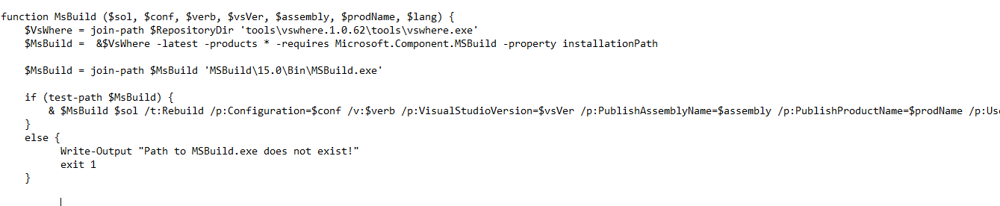 function MsBuild ($sol, $conf, $verb, $vsVer, $assembly, $prodName, $lang) {
    $VsWhere = join-path $RepositoryDir 'tools\vswhere.1.0.62\tools\vswhere.exe'
    $MsBuild =  &$VsWhere -latest -products * -requires Microsoft.Component.MSBuild -property installationPath
    $MsBuild = join-path $MsBuild 'MSBuild\15.0\Bin\MSBuild.exe'
    if (test-path $MsBuild) {
        & $MsBuild $sol /t:Rebuild /p:Configuration=$conf /v:$verb /p:VisualStudioVersion=$vsVer /p:PublishAssemblyName=$assembly /p:PublishProductName=$prodName /p:Use
    }
    else {
          Write-Output "Path to MSBuild.exe does not exist!"
          exit 1
    }